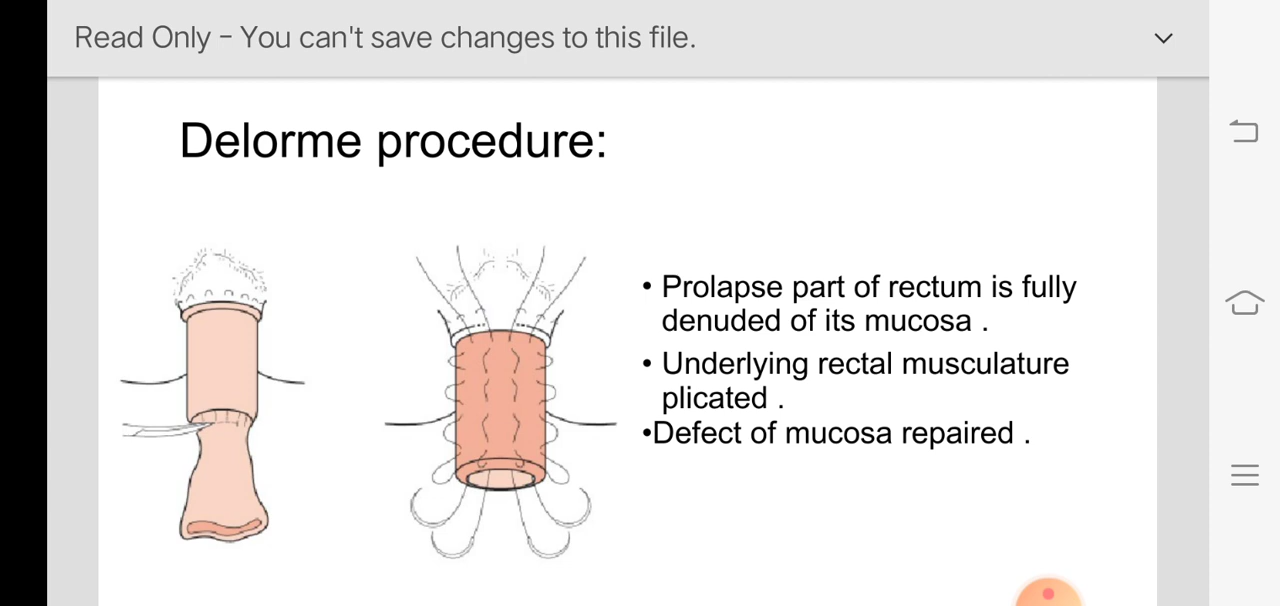 Read Only - You can't save changes to this file.
Delorme procedure:
• Prolapse part of rectum is fully
denuded of its mucosa .
• Underlying rectal musculature
plicated .
•Defect of mucosa repaired .